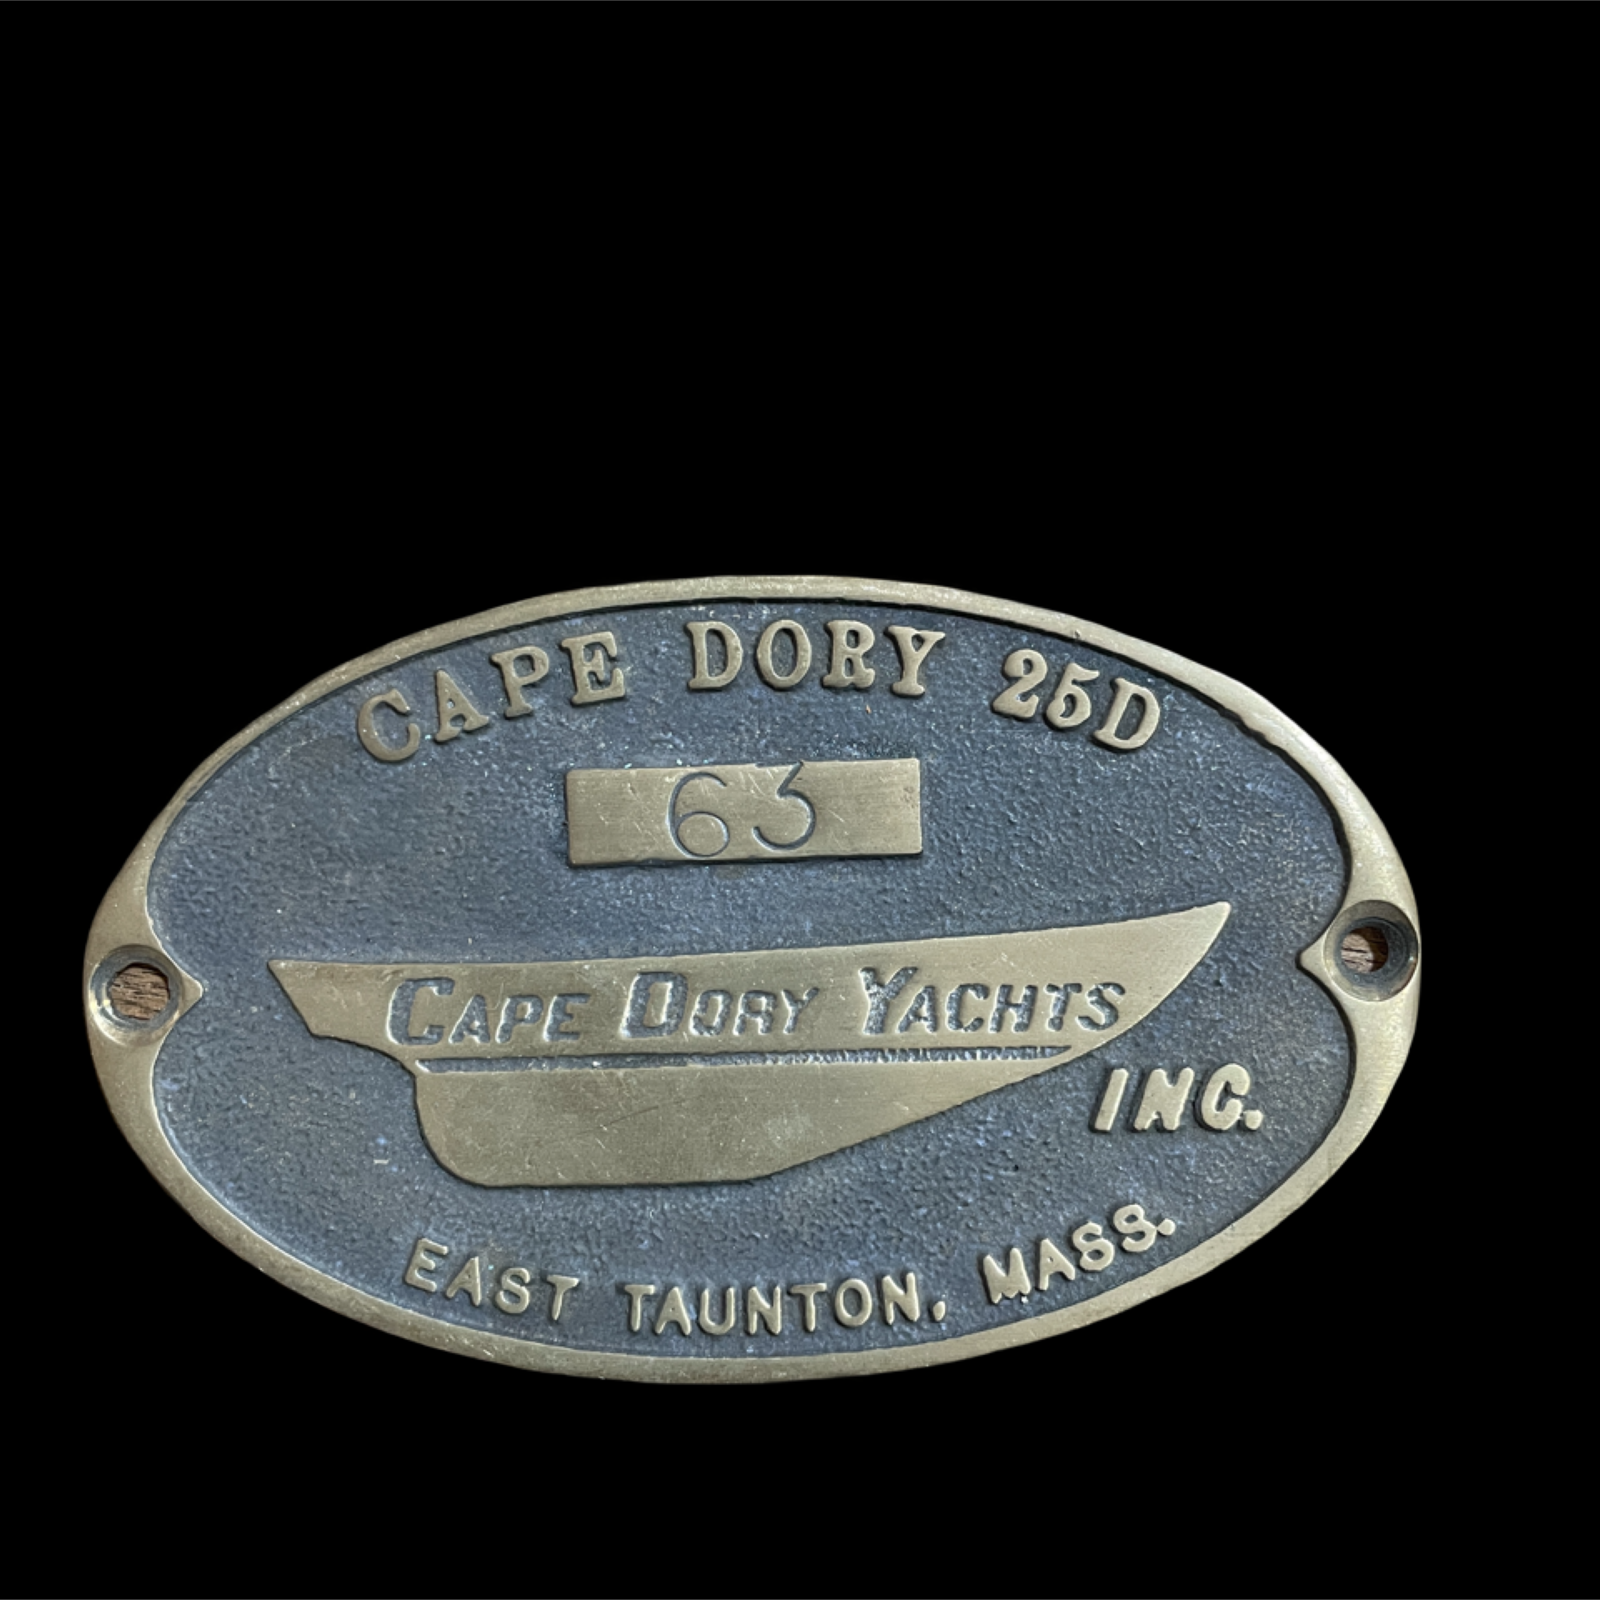 CAPE DORY 25D
63
CAPE DORY YACHTS
INC.
EAST TAUNTON, MASS.